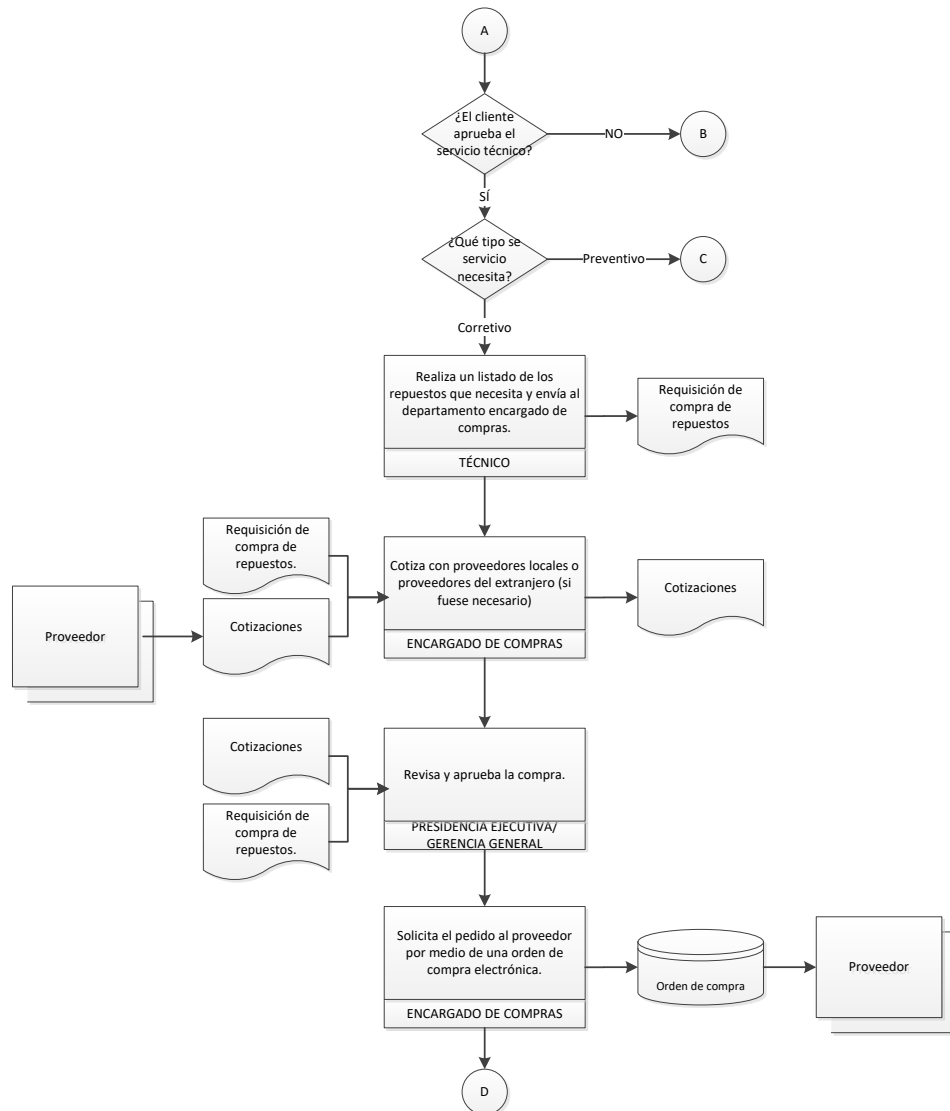 A
¿El cliente
aprueba el
servicio técnico?
NO
B
SÍ
¿Qué tipo se
servicio
necesita?
Preventivo
C
Corretivo
Realiza un listado de los
repuestos que necesita y envía al
departamento encargado de
compras.
TÉCNICO
Requisición de
compra de
repuestos
Requisición de
compra de
repuestos.
Proveedor
Cotizaciones
Cotiza con proveedores locales o
proveedores del extranjero (si
fuese necesario)
ENCARGADO DE COMPRAS
Cotizaciones
Cotizaciones
Requisición de
compra de
repuestos.
Revisa y aprueba la compra.
PRESIDENCIA EJECUTIVA/
GERENCIA GENERAL
Solicita el pedido al proveedor
por medio de una orden de
compra electrónica.
ENCARGADO DE COMPRAS
Orden de compra
Proveedor
D